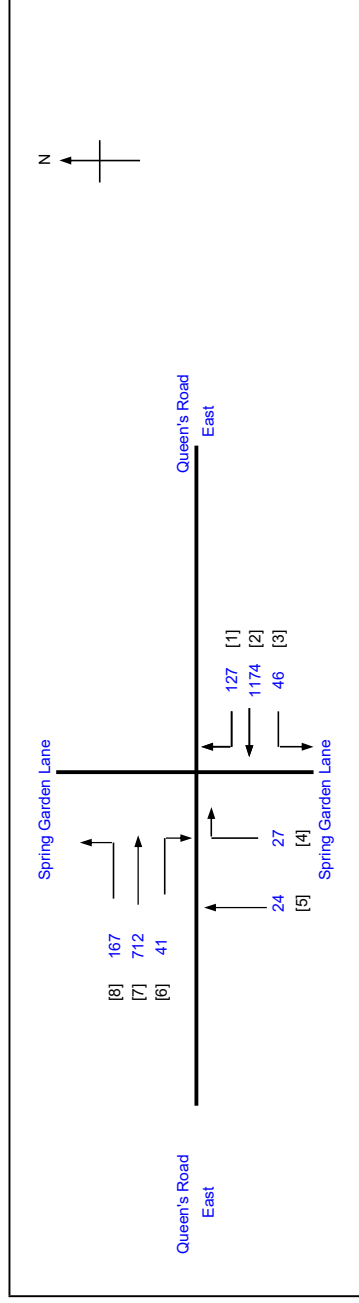 N
Spring Garden Lane
Queen's Road
East
[8] 167
[7] 712
[6] 41
127 [1]
1174 [2]
46 [3]
Queen's Road
East
24
[5]
27
[4]
Spring Garden Lane